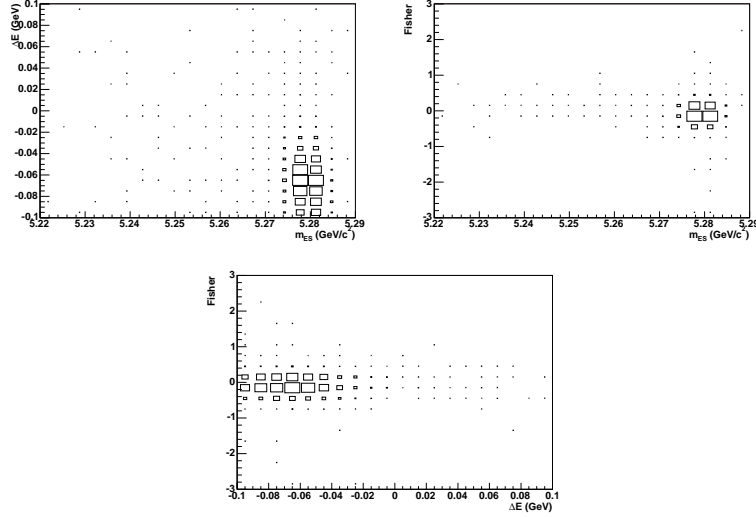 ΔE (GeV)
0.1
0.08
0.06
0.04
0.02
0
-0.02
-0.04
-0.06
-0.08
-0.1
5.22 5.23 5.24 5.25 5.26 5.27 5.28 5.29
m_ES (GeV/c²)
Fisher
3
2
1
0
-1
-2
-3
5.22 5.23 5.24 5.25 5.26 5.27 5.28 5.29
m_ES (GeV/c²)
Fisher
3
2
1
0
-1
-2
-3
-0.1 -0.08 -0.06 -0.04 -0.02 0 0.02 0.04 0.06 0.08 0.1
ΔE (GeV)